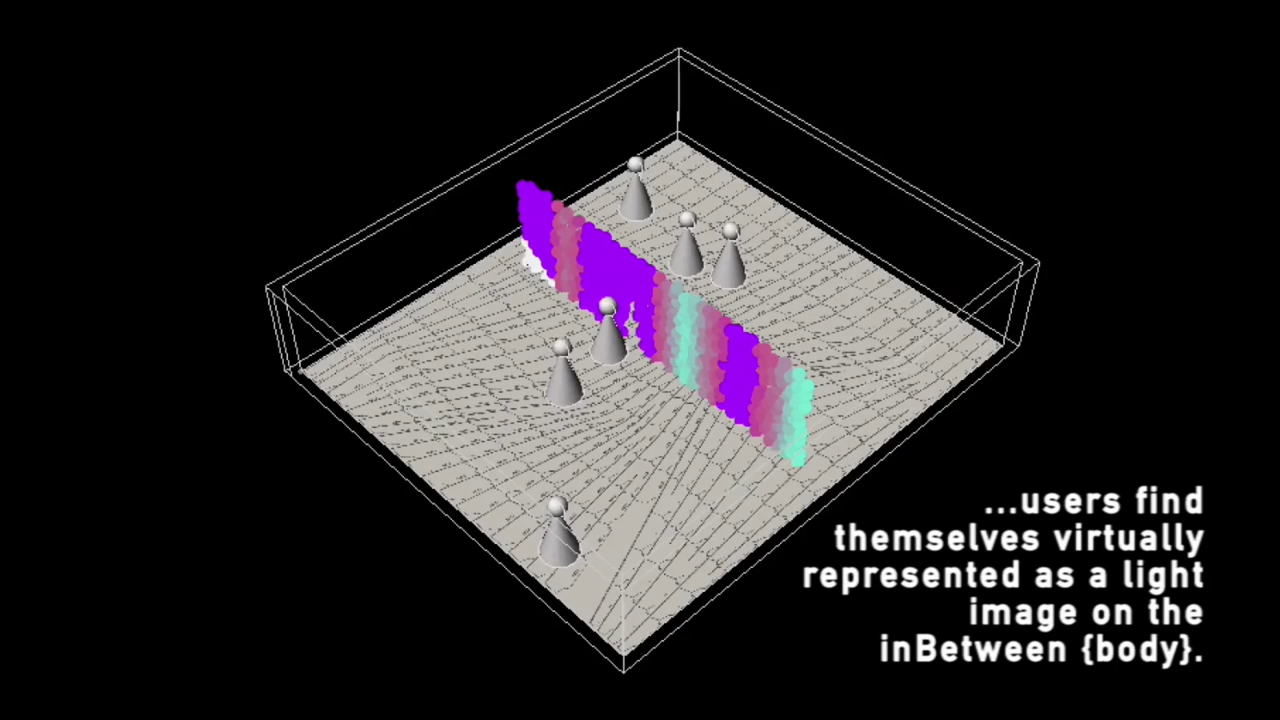 ...users find
themselves virtually
represented as a light
image on the
inBetween {body}.